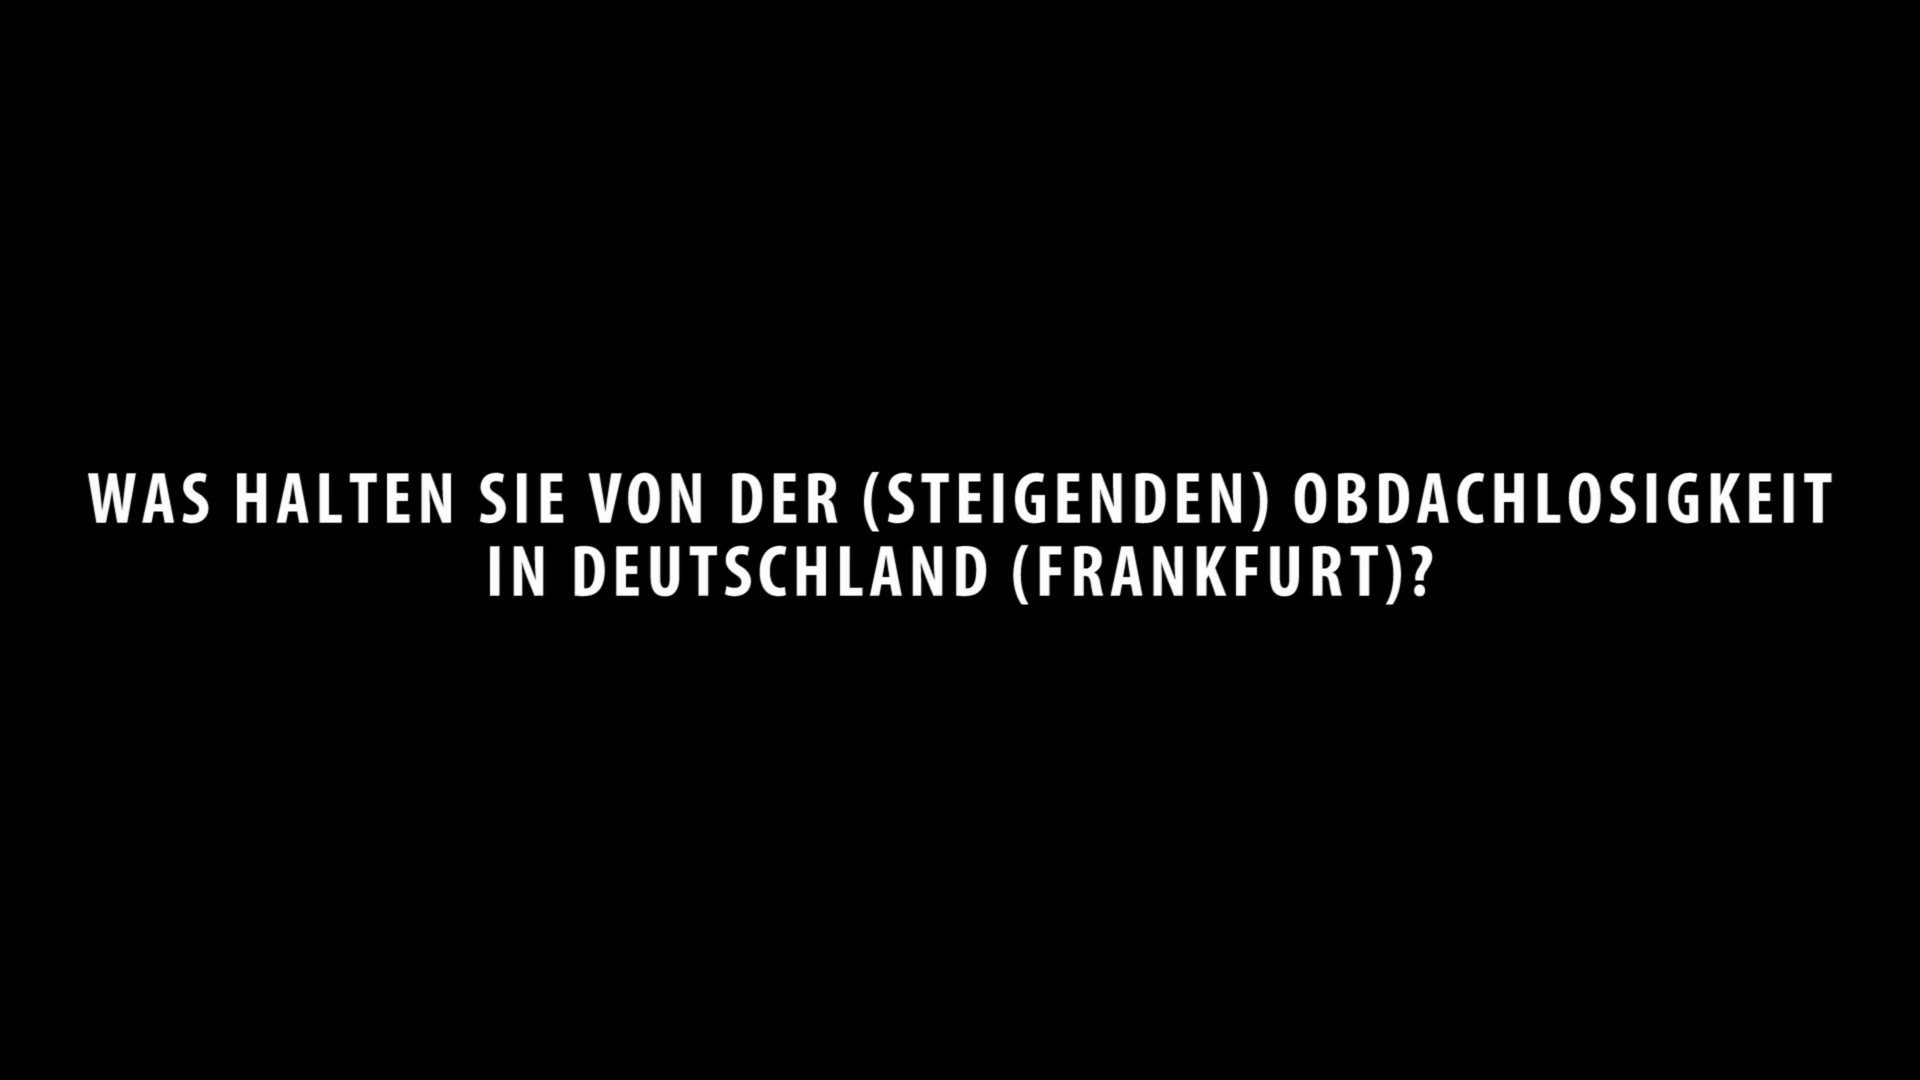 WAS HALTEN SIE VON DER (STEIGENDEN) OBDACHLOSIGKEIT
IN DEUTSCHLAND (FRANKFURT)?